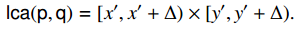 lca(p, q) = [x′, x′ + Δ) × [y′, y′ + Δ).